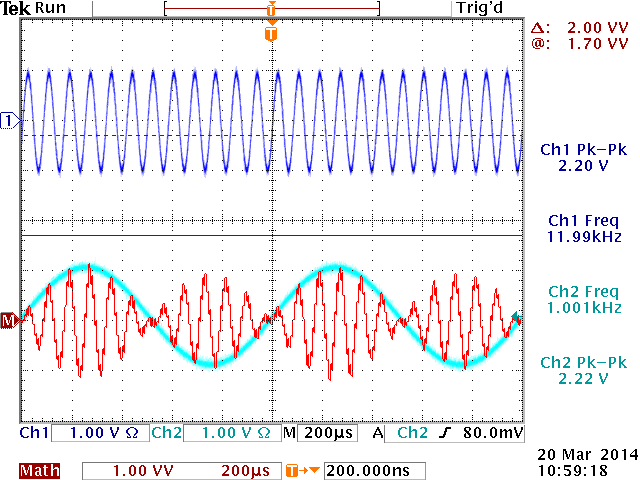 Tek Run Trig'd
T
T
Δ: 2.00 VV
@: 1.70 VV
1
Ch1 Pk-Pk
2.20 V
Ch1 Freq
11.99kHz
Ch2 Freq
1.001kHz
M
Ch2 Pk-Pk
2.22 V
Ch1 1.00 V Ω Ch2 1.00 V Ω M 200µs A Ch2 80.0mV
Math 1.00 VV 200µs T 200.000ns
20 Mar 2014
10:59:18